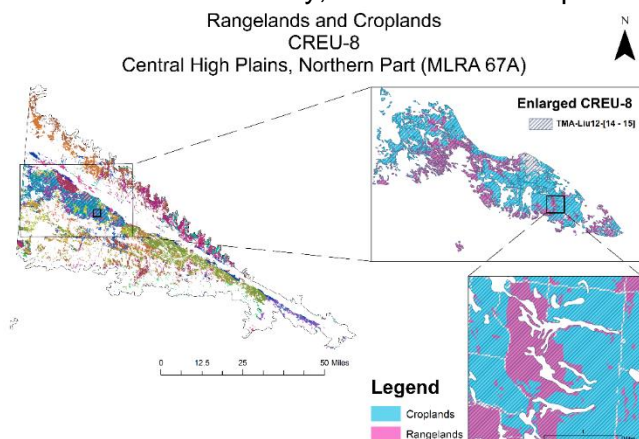 Rangelands and Croplands
CREU-8
Central High Plains, Northern Part (MLRA 67A)
N
Enlarged CREU-8
TMA-Liu12-[14 - 15]
0 12.5 25 50 Miles
Legend
Croplands
Rangelands